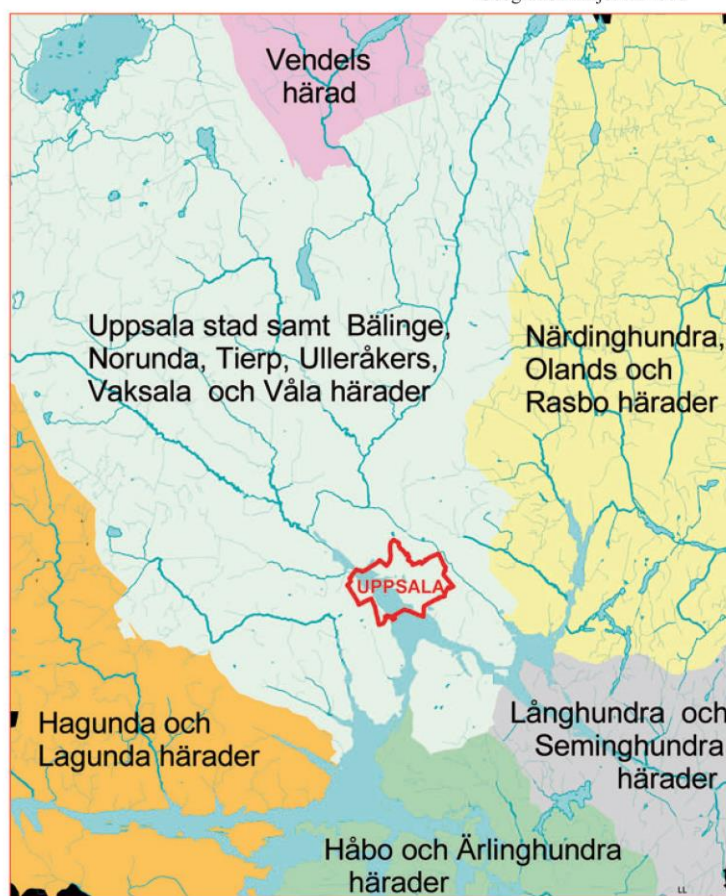 Vendels
härad
Uppsala stad samt Bälinge,
Norunda, Tierp, Ulleråkers,
Vaksala och Våla härader
Närdinghundra,
Olands och
Rasbo härader
UPPSALA
Hagunda och
Lagunda härader
Långhundra och
Seminghundra
härader
Håbo och Ärlinghundra
härader
LL